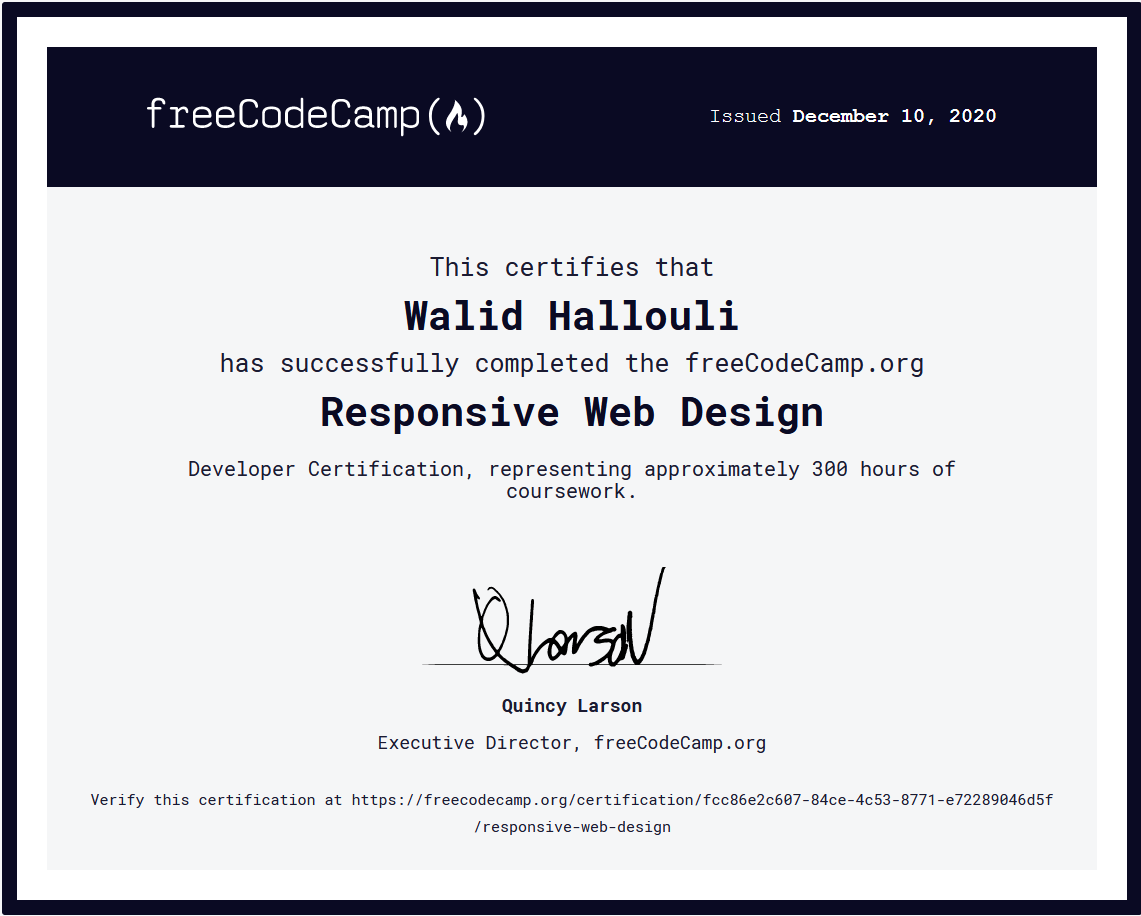 freeCodeCamp(🔥)
Issued December 10, 2020
This certifies that
Walid Hallouli
has successfully completed the freeCodeCamp.org
Responsive Web Design
Developer Certification, representing approximately 300 hours of
coursework.
Q Larson
Quincy Larson
Executive Director, freeCodeCamp.org
Verify this certification at https://freecodecamp.org/certification/fcc86e2c607-84ce-4c53-8771-e72289046d5f
/responsive-web-design